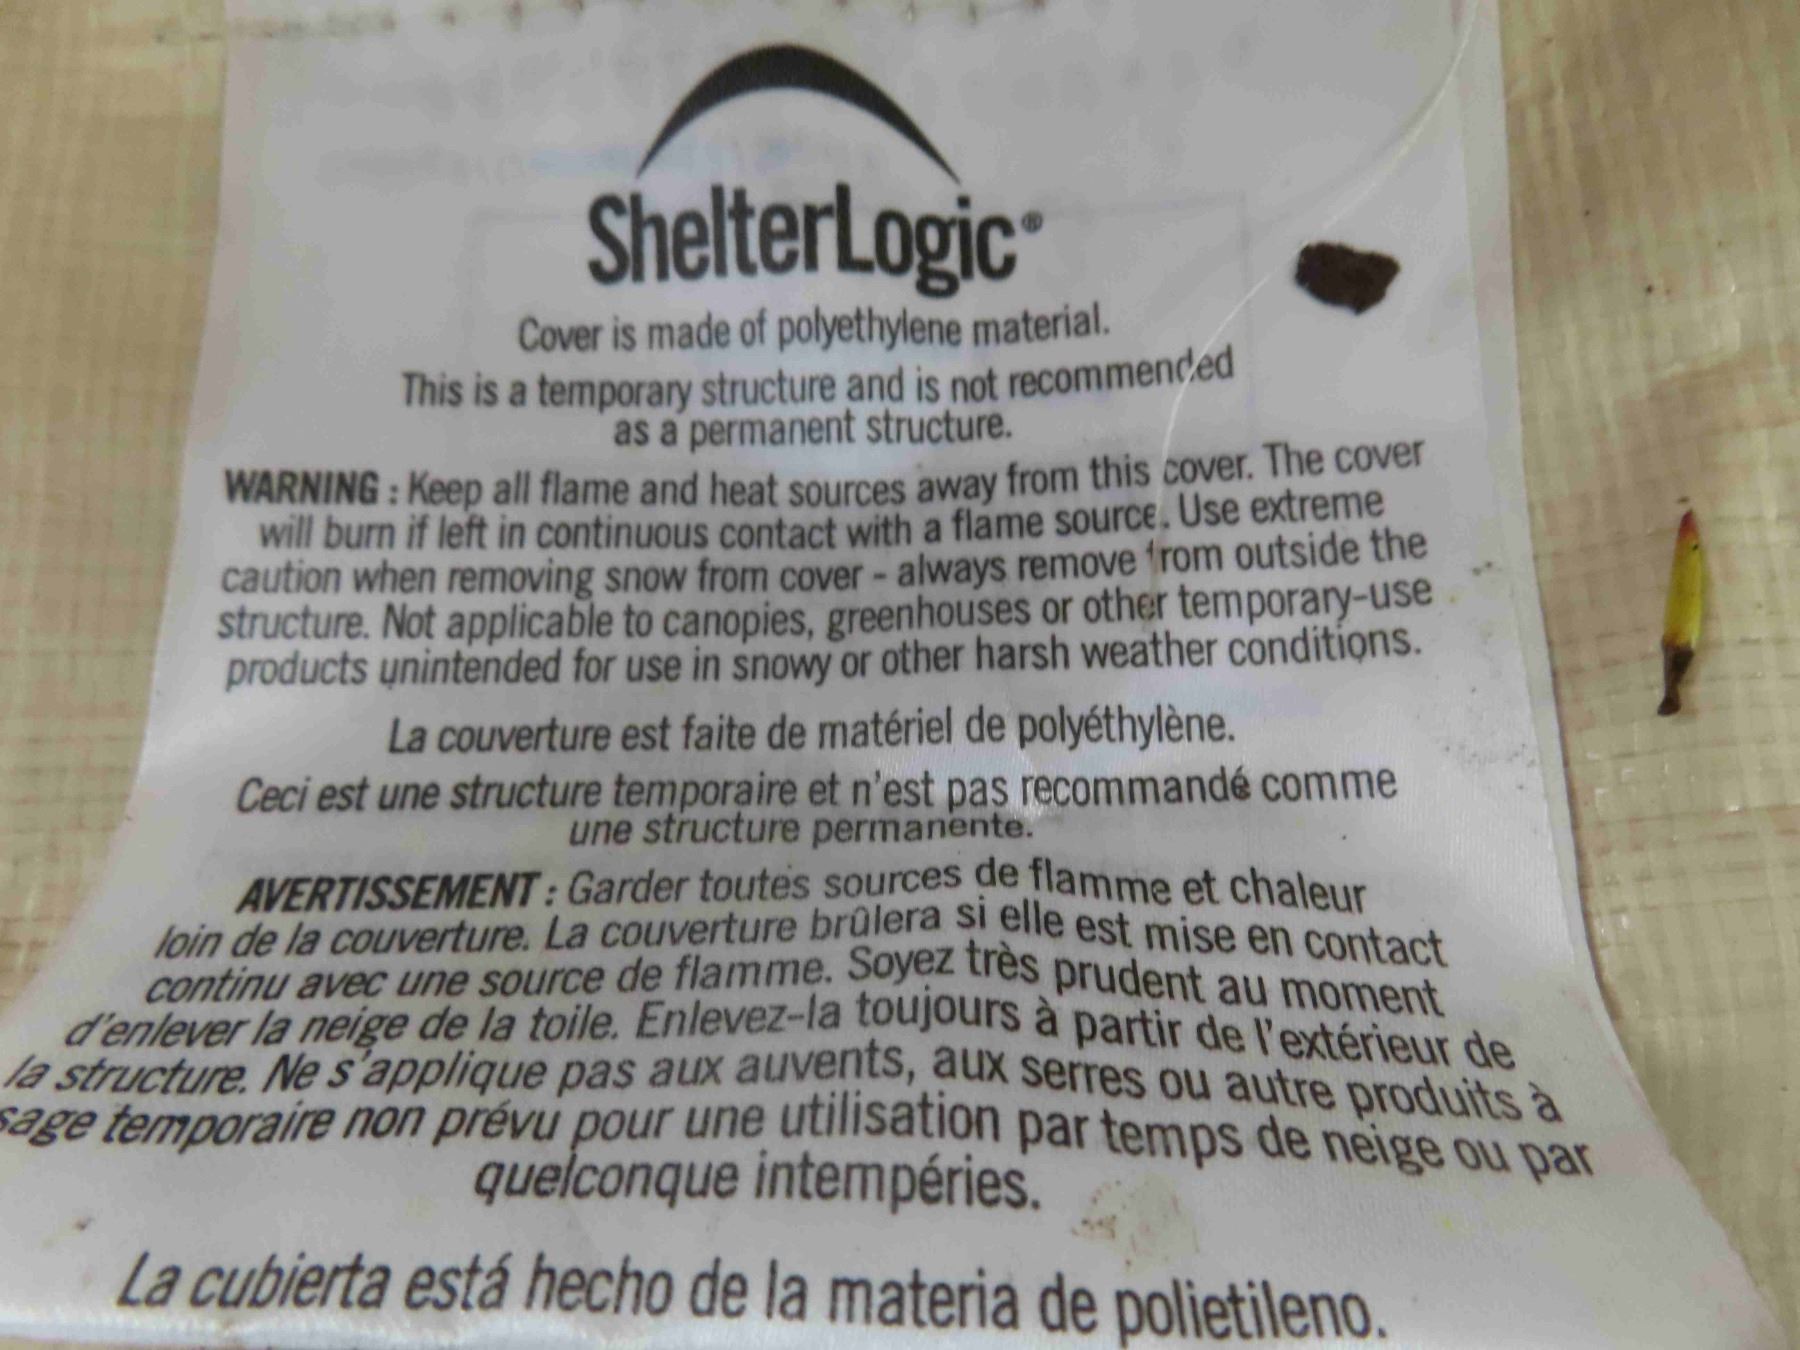 ShelterLogic®
Cover is made of polyethylene material.
This is a temporary structure and is not recommended
as a permanent structure.
WARNING : Keep all flame and heat sources away from this cover. The cover
will burn if left in continuous contact with a flame source. Use extreme
caution when removing snow from cover - always remove from outside the
structure. Not applicable to canopies, greenhouses or other temporary-use
products unintended for use in snowy or other harsh weather conditions.
La couverture est faite de matériel de polyéthylène.
Ceci est une structure temporaire et n'est pas recommandé comme
une structure permanente.
AVERTISSEMENT : Garder toutes sources de flamme et chaleur
loin de la couverture. La couverture brûlera si elle est mise en contact
continu avec une source de flamme. Soyez très prudent au moment
d'enlever la neige de la toile. Enlevez-la toujours à partir de l'extérieur de
la structure. Ne s'applique pas aux auvents, aux serres ou autre produits à
sage temporaire non prévu pour une utilisation par temps de neige ou par
quelconque intempéries.
La cubierta está hecho de la materia de polietileno.